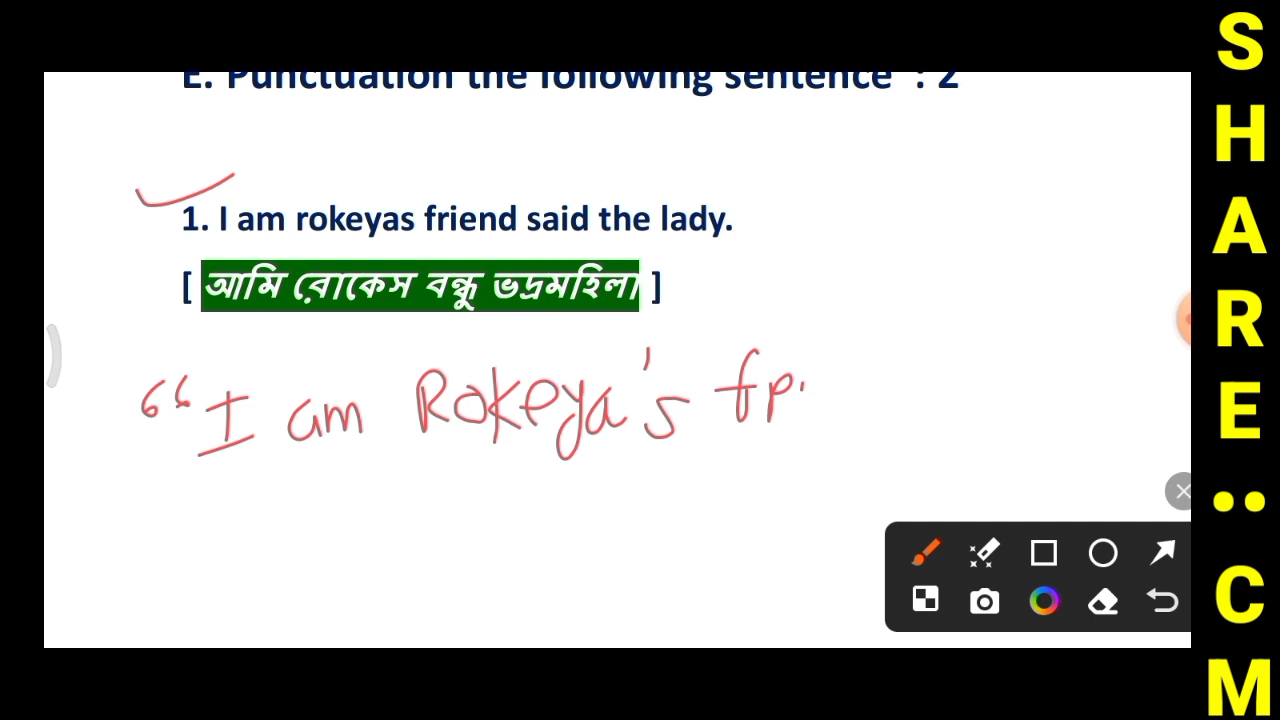 E. Punctuation the following sentence : 2
1. I am rokeyas friend said the lady.
[ আমি রোকেস বন্ধু ভদ্রমহিলা ]
“I am Rokeya's
SHARE..CM